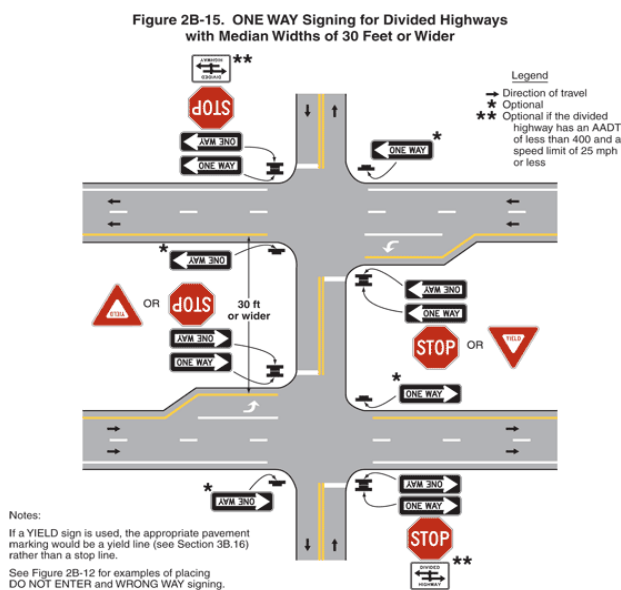 Figure 2B-15. ONE WAY Signing for Divided Highways
with Median Widths of 30 Feet or Wider
DIVIDED
HIGHWAY
**
STOP
ONE WAY
ONE WAY
ONE WAY
*
Legend
Direction of travel
* Optional
** Optional if the divided
highway has an AADT
of less than 400 and a
speed limit of 25 mph
or less
*
ONE WAY
YIELD
OR
STOP
30 ft
or wider
ONE WAY
ONE WAY
ONE WAY
ONE WAY
STOP
OR
YIELD
*
ONE WAY
*
ONE WAY
ONE WAY
ONE WAY
STOP
DIVIDED
HIGHWAY
**
Notes:
If a YIELD sign is used, the appropriate pavement
marking would be a yield line (see Section 3B.16)
rather than a stop line.
See Figure 2B-12 for examples of placing
DO NOT ENTER and WRONG WAY signing.